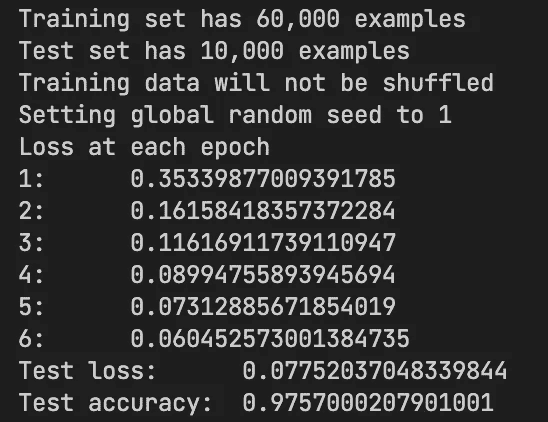 Training set has 60,000 examples
Test set has 10,000 examples
Training data will not be shuffled
Setting global random seed to 1
Loss at each epoch
1: 0.35339877009391785
2: 0.16158418357372284
3: 0.11616911739110947
4: 0.08994755893945694
5: 0.07312885671854019
6: 0.060452573001384735
Test loss: 0.07752037048339844
Test accuracy: 0.9757000207901001